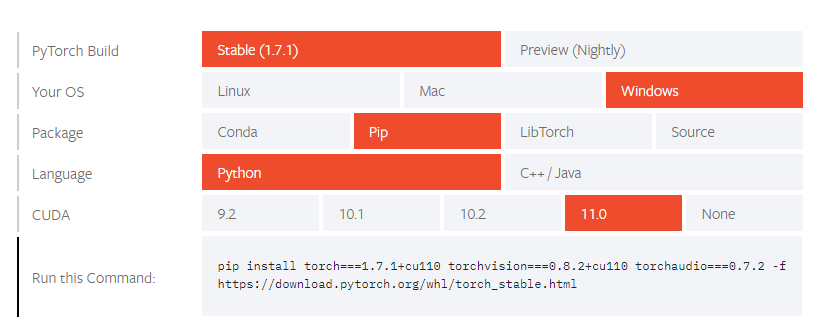 PyTorch Build Stable (1.7.1) Preview (Nightly)
Your OS Linux Mac Windows
Package Conda Pip LibTorch Source
Language Python C++ / Java
CUDA 9.2 10.1 10.2 11.0 None
Run this Command: pip install torch===1.7.1+cu110 torchvision===0.8.2+cu110 torchaudio===0.7.2 -f
https://download.pytorch.org/whl/torch_stable.html